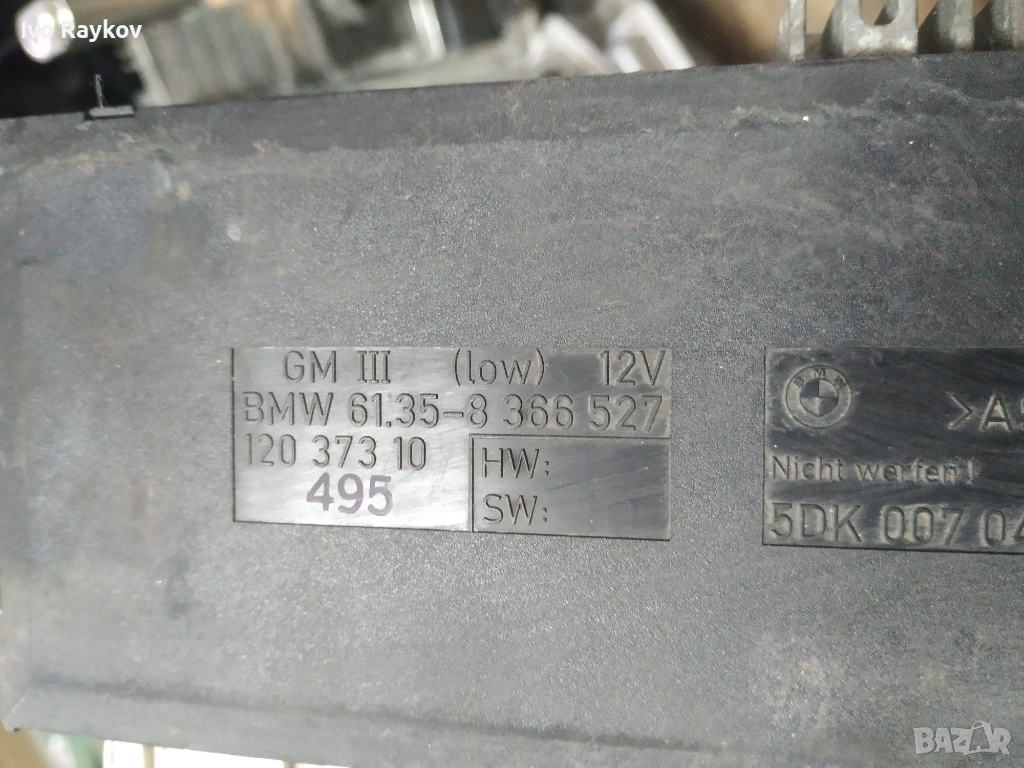 Ivo Raykov
GM III (low) 12V
BMW 61.35-8 366 527
120 373 10
495
HW:
SW:
BMW
Nicht werfen!
5DK 007 04
BAZAR